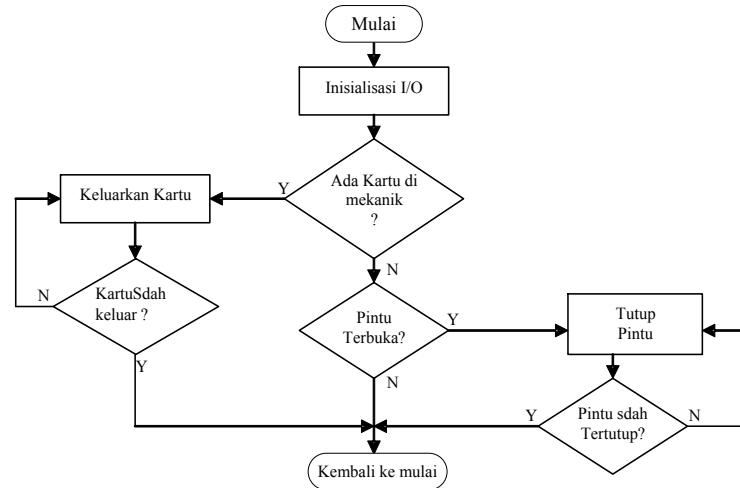 Mulai
Inisialisasi I/O
Ada Kartu di
mekanik
?
Y
N
Keluarkan Kartu
KartuSdah
keluar ?
N
Y
Pintu
Terbuka?
Y
N
Tutup
Pintu
Pintu sdah
Tertutup?
Y
N
Kembali ke mulai